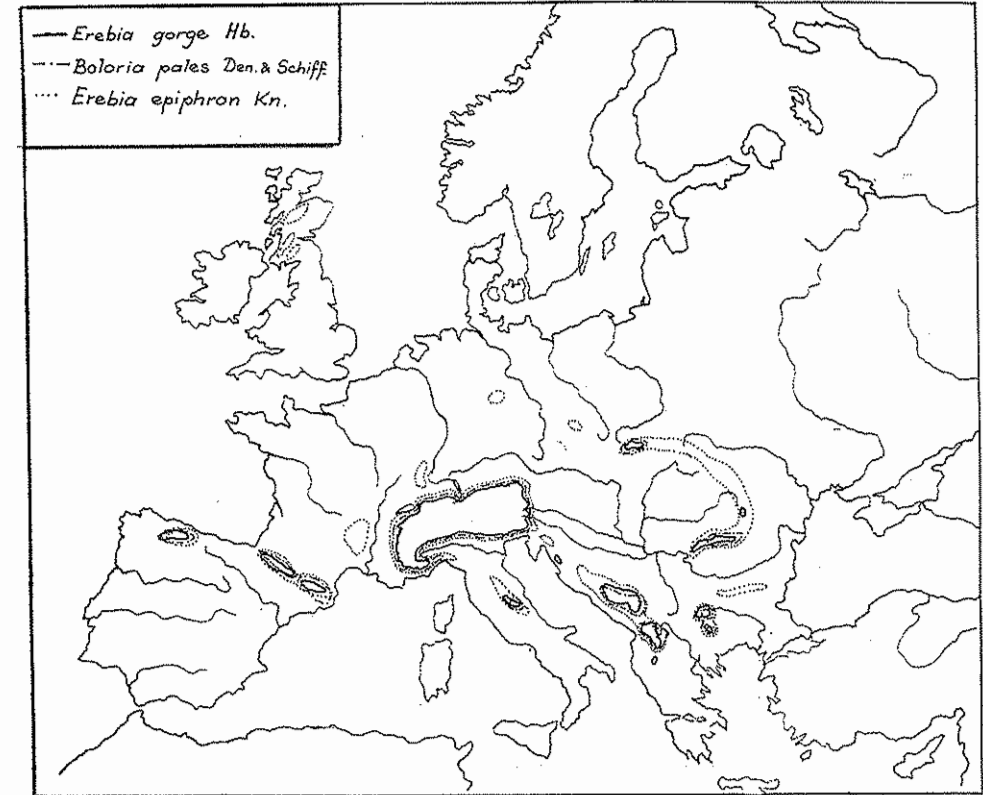 — Erebia gorge Hb.
–·– Boloria pales Den. & Schiff.
···· Erebia epiphron Kn.